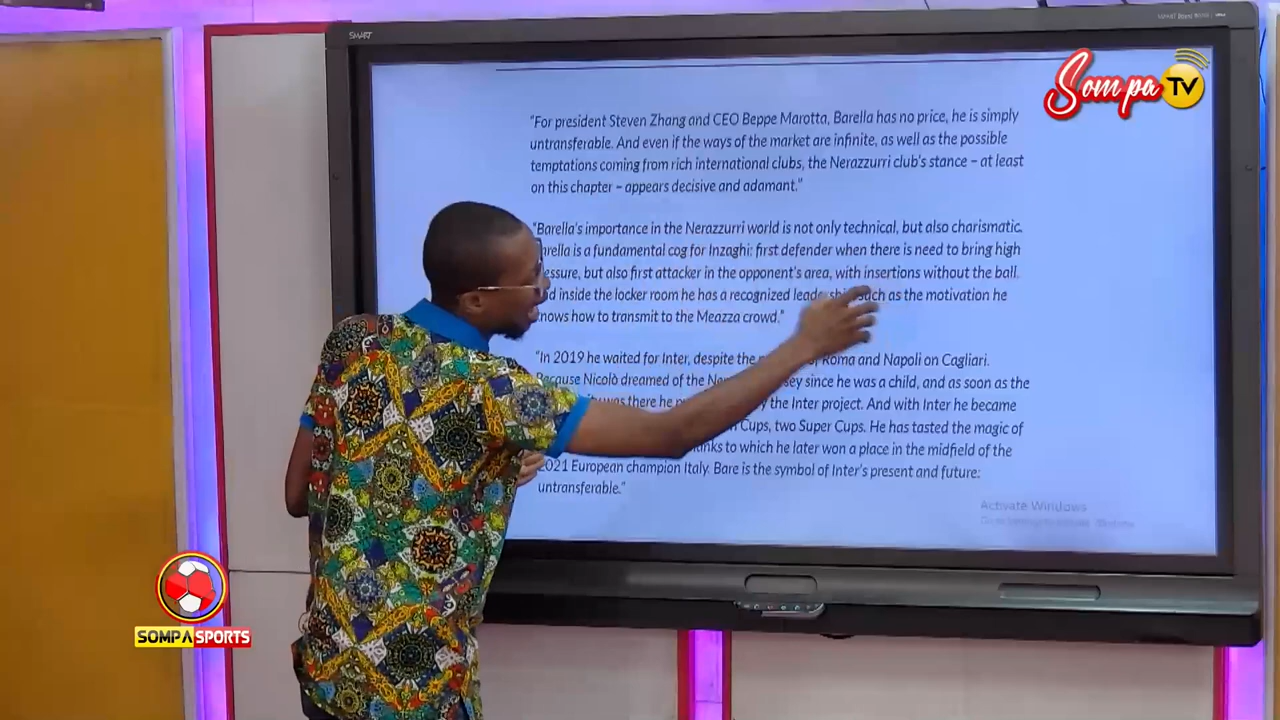 SMART
Sompa TV
"For president Steven Zhang and CEO Beppe Marotta, Barella has no price, he is simply
untransferable. And even if the ways of the market are infinite, as well as the possible
temptations coming from rich international clubs, the Nerazzurri club's stance – at least
on this chapter – appears decisive and adamant."
"Barella's importance in the Nerazzurri world is not only technical, but also charismatic.
arella is a fundamental cog for Inzaghi: first defender when there is need to bring high
essure, but also first attacker in the opponent's area, with insertions without the ball.
d inside the locker room he has a recognized leadership such as the motivation he
nows how to transmit to the Meazza crowd."
"In 2019 he waited for Inter, despite the of Roma and Napoli on Cagliari.
Because Nicolò dreamed of the sey since he was a child, and as soon as the
was there he y the Inter project. And with Inter he became
Cups, two Super Cups. He has tasted the magic of
nks to which he later won a place in the midfield of the
2021 European champion Italy. Bare is the symbol of Inter's present and future:
untransferable."
Activate Windows
SOMPA SPORTS